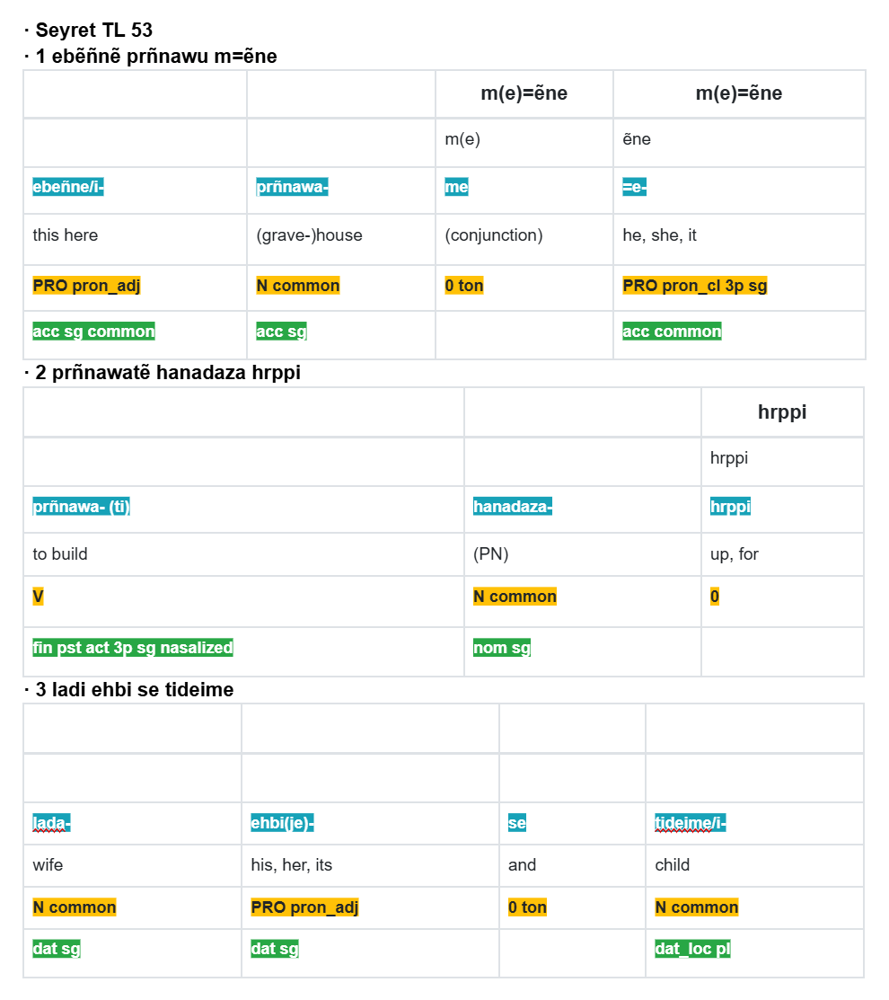 · Seyret TL 53
· 1 ebẽñnẽ prñnawu m=ẽne
m(e)=ẽne m(e)=ẽne
m(e) ẽne
ebeñne/i- prñnawa- me =e-
this here (grave-)house (conjunction) he, she, it
PRO pron_adj N common 0 ton PRO pron_cl 3p sg
acc sg common acc sg acc common
· 2 prñnawatẽ hanadaza hrppi
hrppi
hrppi
prñnawa- (ti) hanadaza- hrppi
to build (PN) up, for
V N common 0
fin pst act 3p sg nasalized nom sg
· 3 ladi ehbi se tideime
lada- ehbi(je)- se tideime/i-
wife his, her, its and child
N common PRO pron_adj 0 ton N common
dat sg dat sg dat_loc pl